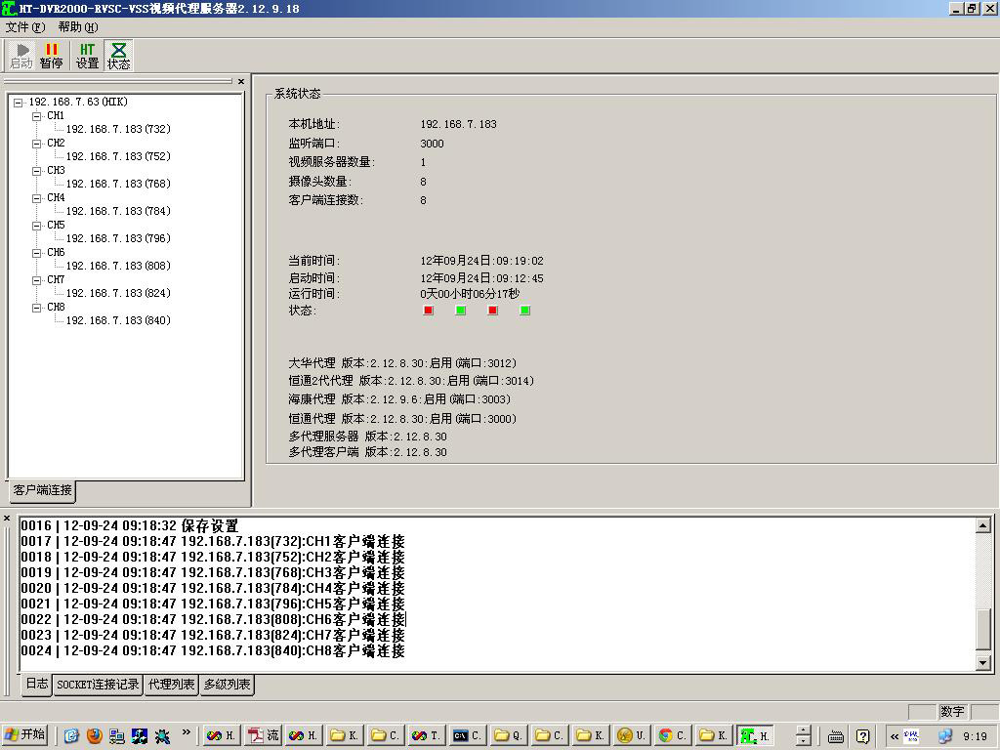 HT-DVR2000-RVSC-VSS视频代理服务器2.12.9.18
文件(F) 帮助(H)
启动 暂停 HT 设置 状态
192.168.7.63(HIK)
CH1
192.168.7.183(732)
CH2
192.168.7.183(752)
CH3
192.168.7.183(768)
CH4
192.168.7.183(784)
CH5
192.168.7.183(796)
CH6
192.168.7.183(808)
CH7
192.168.7.183(824)
CH8
192.168.7.183(840)
客户端连接
系统状态
本机地址: 192.168.7.183
监听端口: 3000
视频服务器数量: 1
摄像头数量: 8
客户端连接数: 8
当前时间: 12年09月24日:09:19:02
启动时间: 12年09月24日:09:12:45
运行时间: 0天00小时06分17秒
状态:
大华代理 版本:2.12.8.30:启用(端口:3012)
恒通2代代理 版本:2.12.8.30:启用(端口:3014)
海康代理 版本:2.12.9.6:启用(端口:3003)
恒通代理 版本:2.12.8.30:启用(端口:3000)
多代理服务器 版本:2.12.8.30
多代理客户端 版本:2.12.8.30
0016 | 12-09-24 09:18:32 保存设置
0017 | 12-09-24 09:18:47 192.168.7.183(732):CH1客户端连接
0018 | 12-09-24 09:18:47 192.168.7.183(752):CH2客户端连接
0019 | 12-09-24 09:18:47 192.168.7.183(768):CH3客户端连接
0020 | 12-09-24 09:18:47 192.168.7.183(784):CH4客户端连接
0021 | 12-09-24 09:18:47 192.168.7.183(796):CH5客户端连接
0022 | 12-09-24 09:18:47 192.168.7.183(808):CH6客户端连接
0023 | 12-09-24 09:18:47 192.168.7.183(824):CH7客户端连接
0024 | 12-09-24 09:18:47 192.168.7.183(840):CH8客户端连接
日志 SOCKET连接记录 代理列表 多级列表
数字
开始 » H. 流 H. K. C. T. C. Q. C. K. U. C. K. H. « 9:19